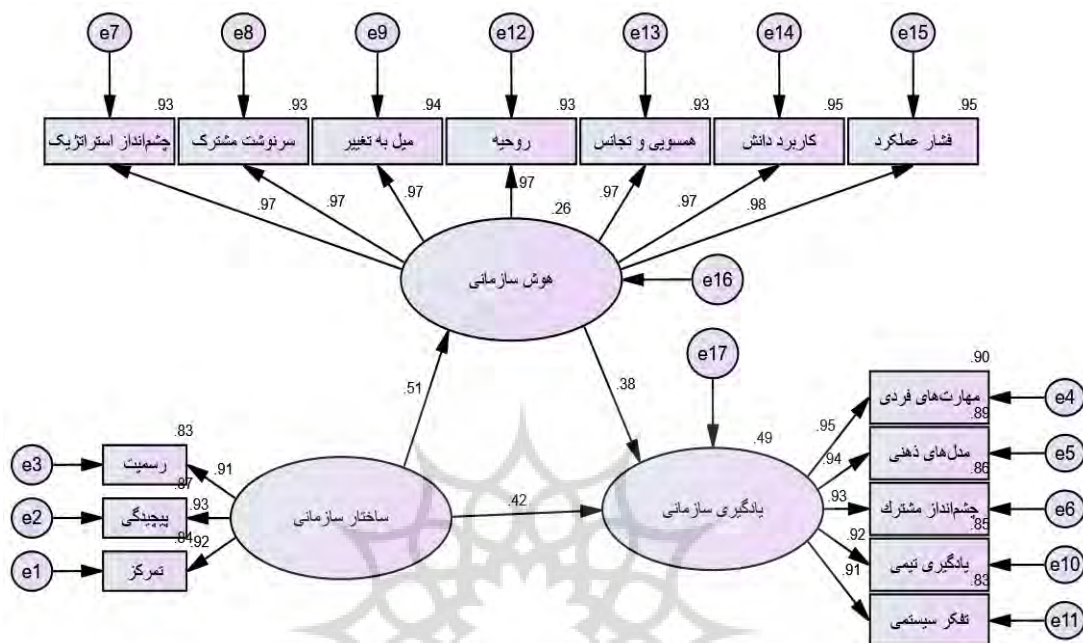 e7 e8 e9 e12 e13 e14 e15
.93 .93 .94 .93 .93 .95 .95
چشم‌انداز استراتژیک سرنوشت مشترک میل به تغییر روحیه همسویی و تجانس کاربرد دانش فشار عملکرد
.97 .97 .97 .97 .97 .97 .98
.26
هوش سازمانی
e16
e17
.51
.38
.90
مهارت‌های فردی
e4
.95
.89
مدل‌های ذهنی
e5
.94
.86
چشم‌انداز مشترك
e6
.93
.85
یادگیری تیمی
e10
.92
.83
تفکر سیستمی
e11
.91
.49
یادگیری سازمانی
.42
ساختار سازمانی
.83
e3
رسمیت
.91
.87
e2
پیچیدگی
.93
.84
e1
تمرکز
.92